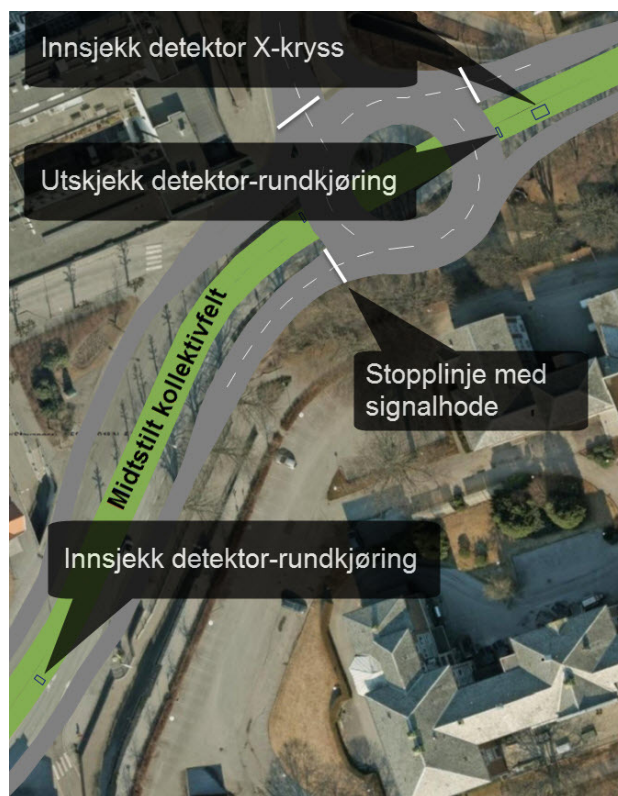 Innsjekk detektor X-kryss
Utskjekk detektor-rundkjøring
Midtstilt kollektivfelt
Stopplinje med
signalhode
Innsjekk detektor-rundkjøring